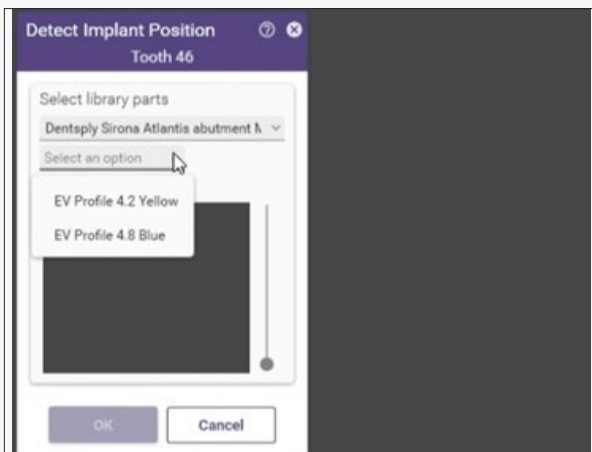 Detect Implant Position
Tooth 46
Select library parts
Dentsply Sirona Atlantis abutment
Select an option
EV Profile 4.2 Yellow
EV Profile 4.8 Blue
OK
Cancel